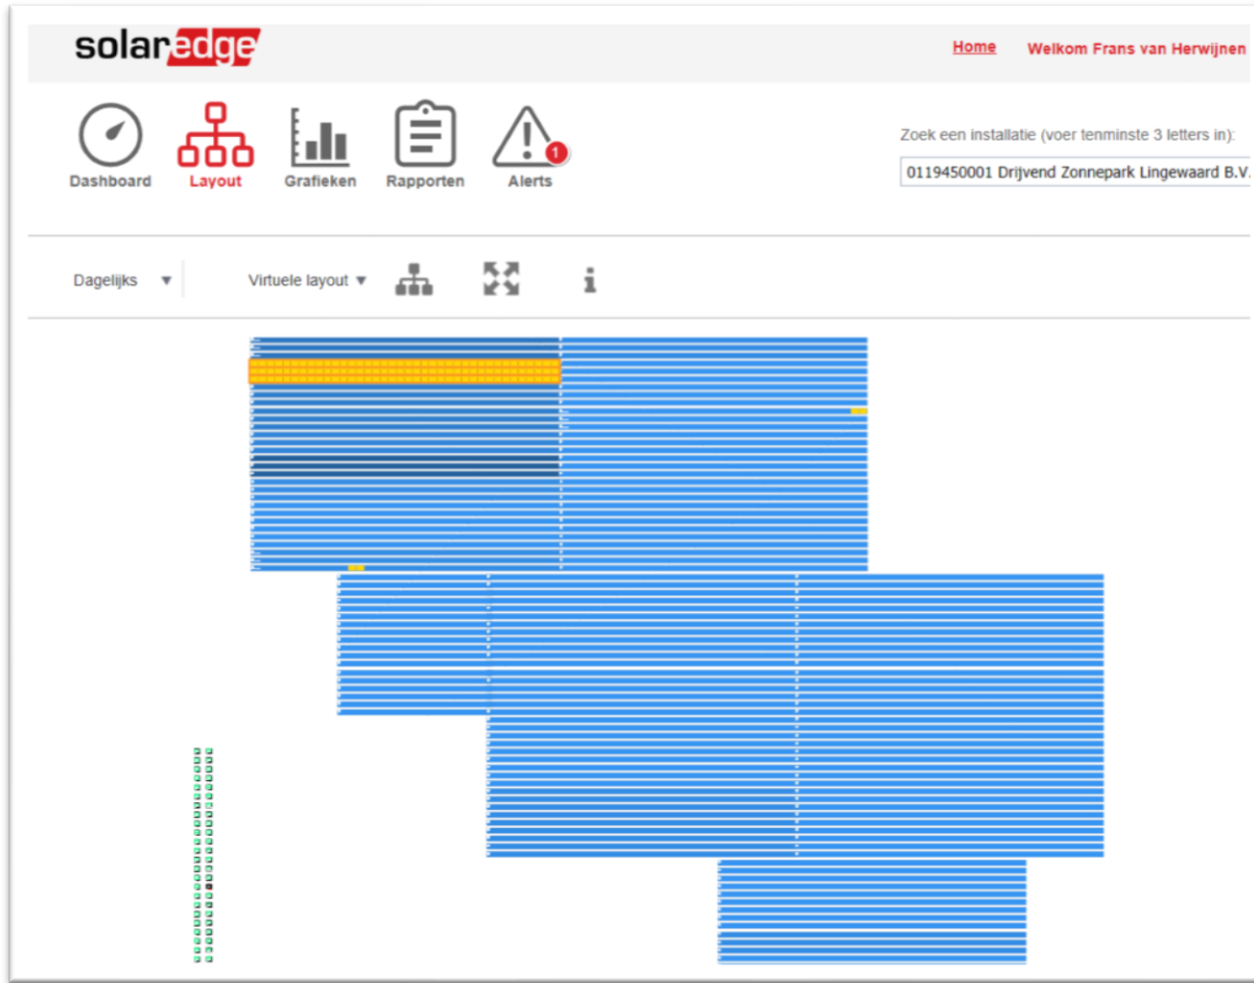 solaredge
Home Welkom Frans van Herwijnen
Dashboard Layout Grafieken Rapporten Alerts
1
Zoek een installatie (voer tenminste 3 letters in):
0119450001 Drijvend Zonnepark Lingewaard B.V.
Dagelijks Virtuele layout i